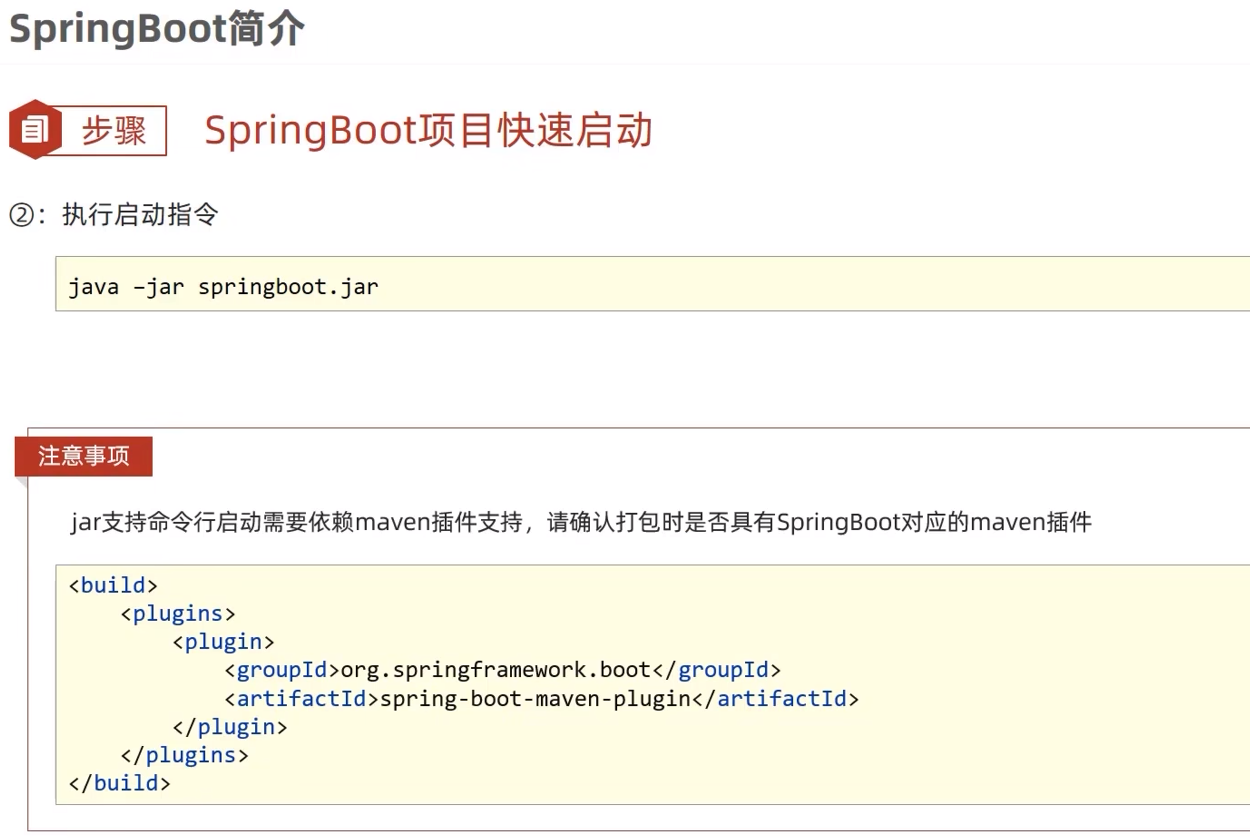 SpringBoot简介
步骤
SpringBoot项目快速启动
②：执行启动指令
java –jar springboot.jar
注意事项
jar支持命令行启动需要依赖maven插件支持，请确认打包时是否具有SpringBoot对应的maven插件
<build>
    <plugins>
        <plugin>
            <groupId>org.springframework.boot</groupId>
            <artifactId>spring-boot-maven-plugin</artifactId>
        </plugin>
    </plugins>
</build>